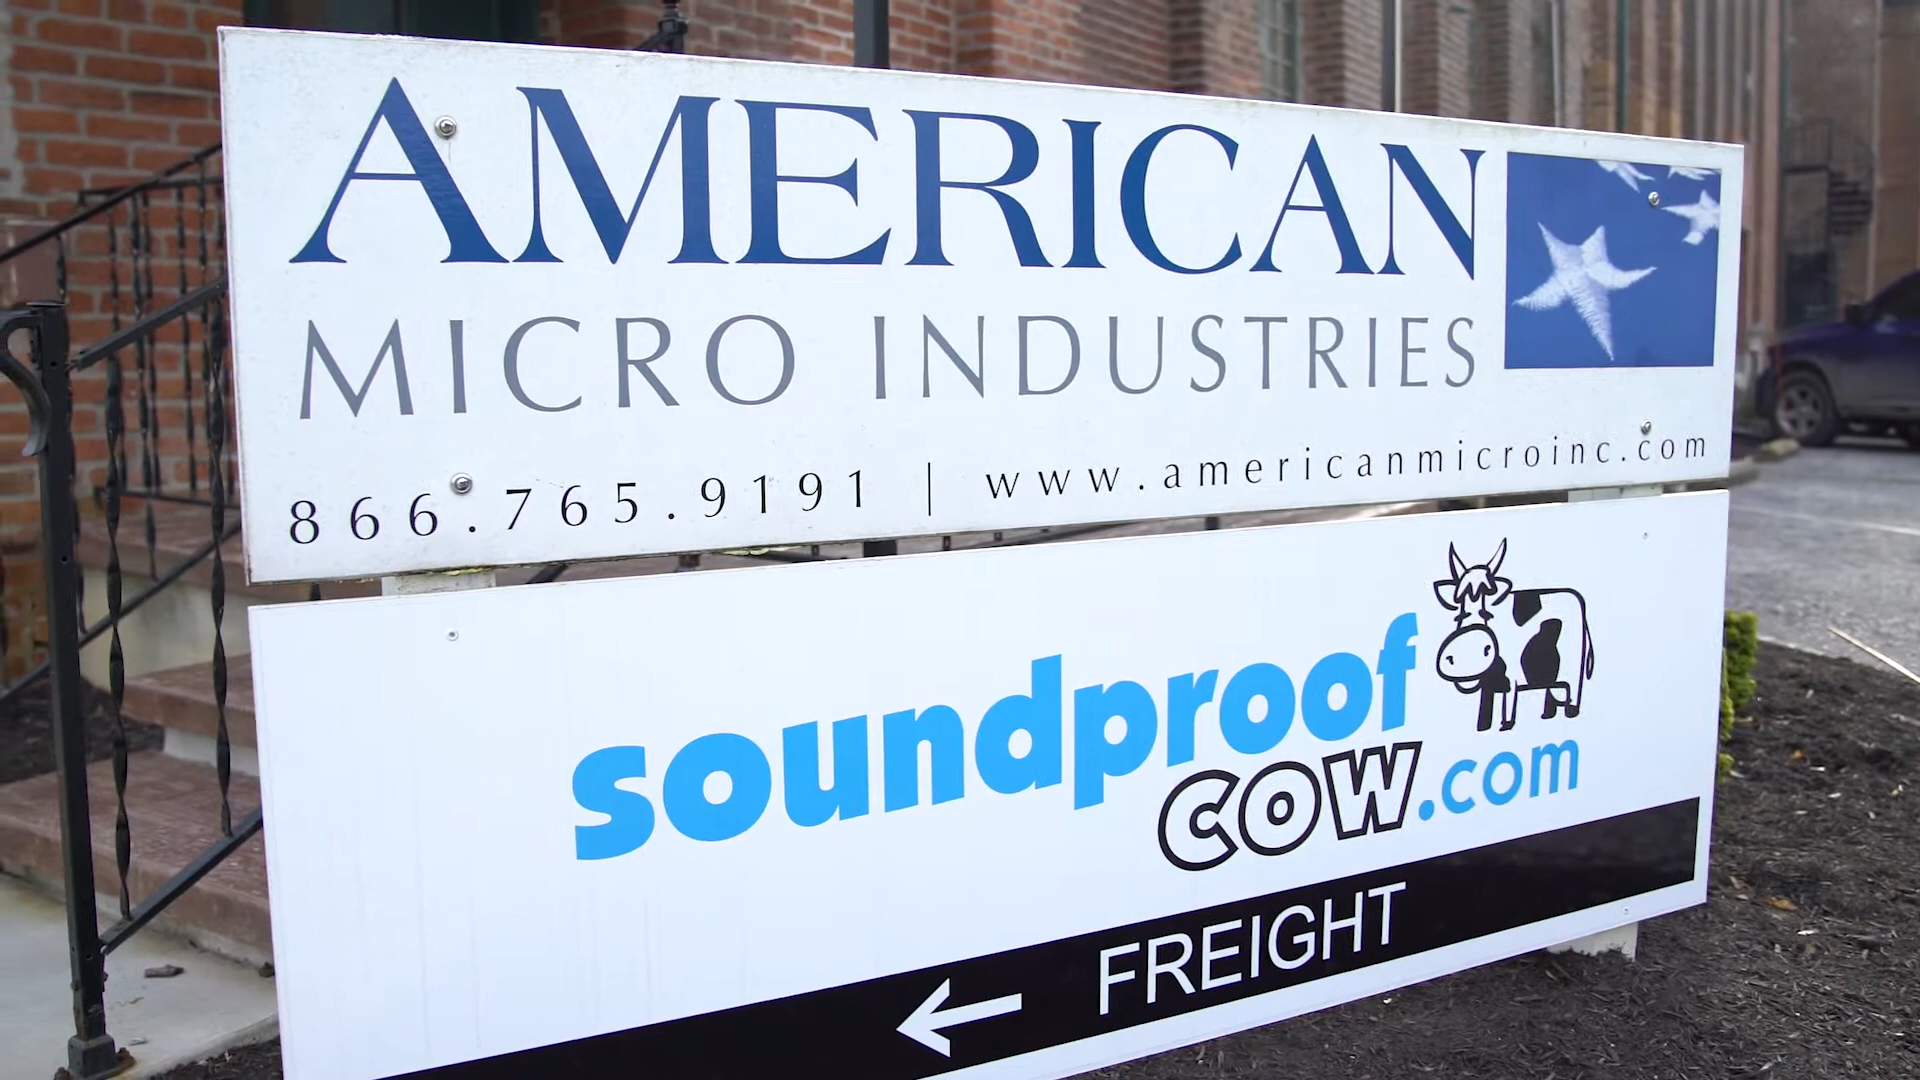 AMERICAN
MICRO INDUSTRIES
866.765.9191 | www.americanmicroinc.com
soundproof
cow.com
← FREIGHT